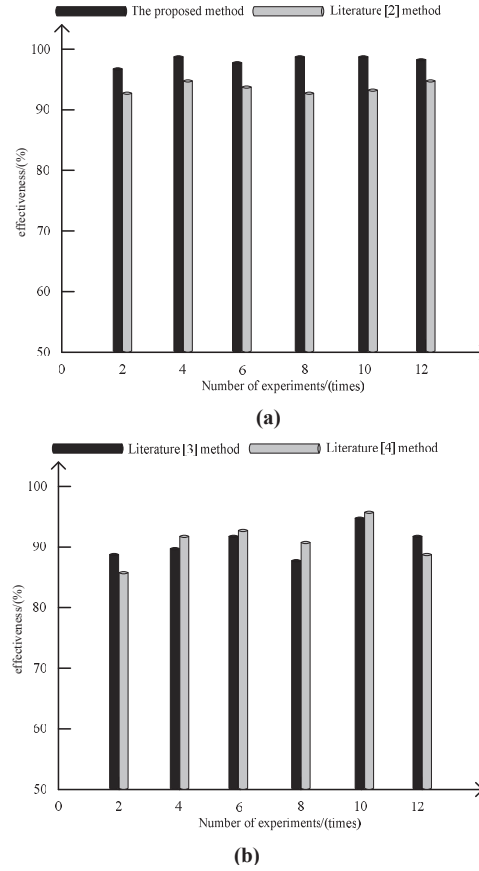 The proposed method Literature [2] method
100
90
80
70
60
50
effectiveness/(%)
0 2 4 6 8 10 12
Number of experiments/(times)
(a)
Literature [3] method Literature [4] method
100
90
80
70
60
50
effectiveness/(%)
0 2 4 6 8 10 12
Number of experiments/(times)
(b)